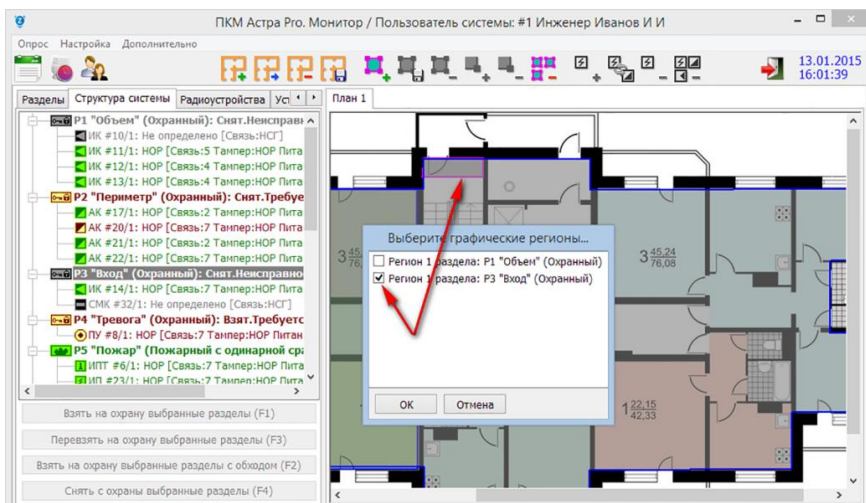 ПКМ Астра Pro. Монитор / Пользователь системы: #1 Инженер Иванов И И
Опрос Настройка Дополнительно
13.01.2015
16:01:39
Разделы Структура системы Радиоустройства Уст
План 1
Р1 "Объем" (Охранный): Снят.Неисправн
ИК #10/1: Не определено [Связь:НСГ]
ИК #11/1: НОР [Связь:5 Тампер:НОР Пита
ИК #12/1: НОР [Связь:4 Тампер:НОР Пита
ИК #13/1: НОР [Связь:4 Тампер:НОР Пита
Р2 "Периметр" (Охранный): Снят.Требуе
АК #17/1: НОР [Связь:2 Тампер:НОР Пита
АК #20/1: НОР [Связь:7 Тампер:НОР Пита
АК #21/1: НОР [Связь:2 Тампер:НОР Пита
АК #22/1: НОР [Связь:7 Тампер:НОР Пита
Р3 "Вход" (Охранный): Снят.Неисправно
ИК #14/1: НОР [Связь:7 Тампер:НОР Пита
СМК #32/1: Не определено [Связь:НСГ]
Р4 "Тревога" (Охранный): Взят.Требуетс
ПУ #8/1: НОР [Связь:7 Тампер:НОР Питан
Р5 "Пожар" (Пожарный с одинарной сра
ИПТ #6/1: НОР [Связь:7 Тампер:НОР Пита
ИП #23/1: НОР [Связь:7 Тампер:НОР Пита
Взять на охрану выбранные разделы (F1)
Перевзять на охрану выбранные разделы (F3)
Взять на охрану выбранные разделы с обходом (F2)
Снять с охраны выбранные разделы (F4)
Выберите графические регионы...
Регион 1 раздела: Р1 "Объем" (Охранный)
Регион 1 раздела: Р3 "Вход" (Охранный)
ОК Отмена
3 45,24
76,08
1 22,15
42,33